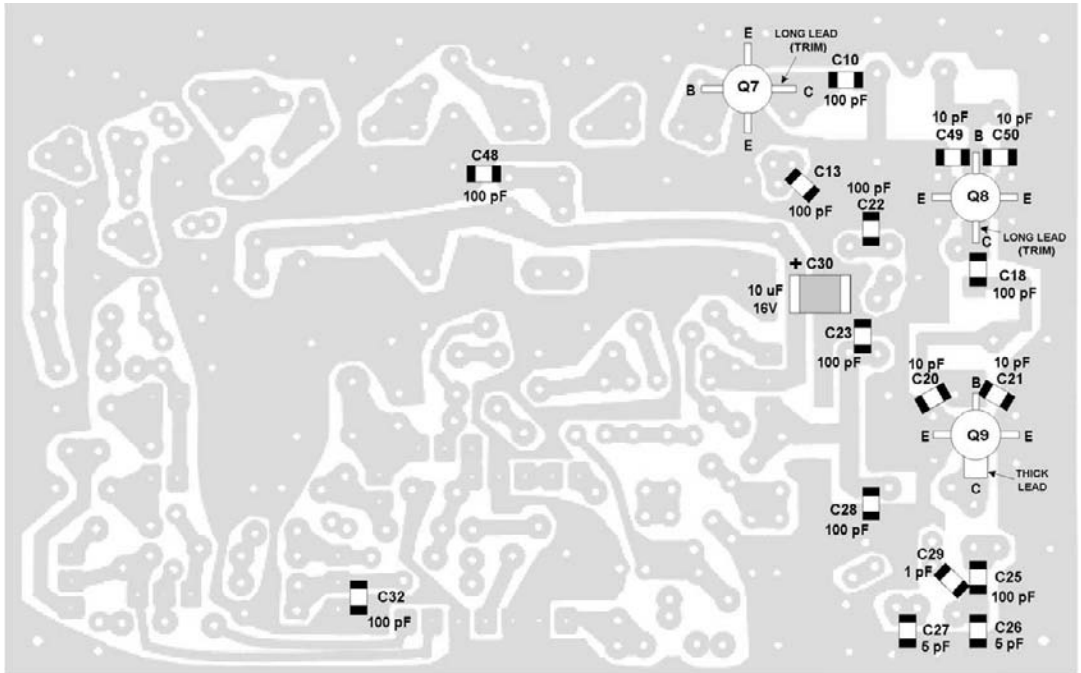 E
LONG LEAD
(TRIM)
C10
Q7
B
C
100 pF
E
10 pF
10 pF
B
C49
C50
C48
100 pF
C13
100 pF
100 pF
C22
E
Q8
E
C
LONG LEAD
(TRIM)
+ C30
10 uF
16V
C18
100 pF
C23
100 pF
10 pF
10 pF
C20
B
C21
E
Q9
E
C
THICK
LEAD
C28
100 pF
C29
1 pF
C25
100 pF
C32
100 pF
C27
5 pF
C26
5 pF